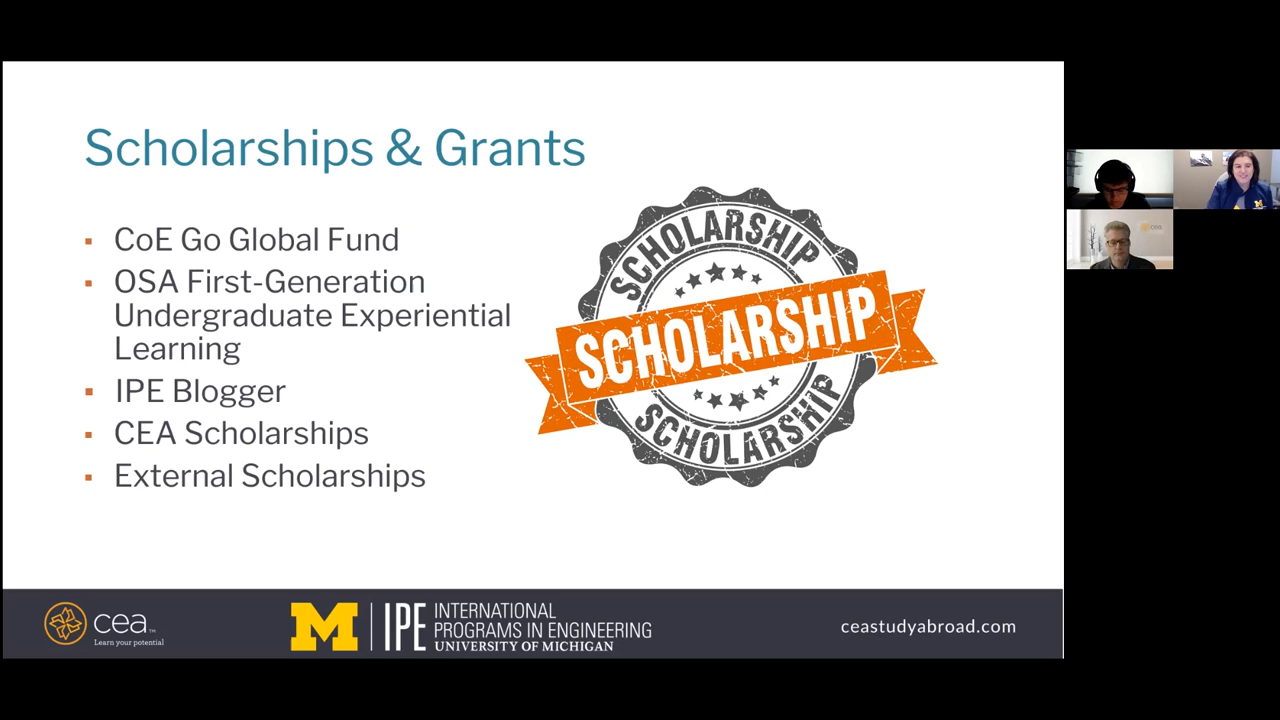 Scholarships & Grants
▪ CoE Go Global Fund
▪ OSA First-Generation
Undergraduate Experiential
Learning
▪ IPE Blogger
▪ CEA Scholarships
▪ External Scholarships
SCHOLARSHIP
SCHOLARSHIP
SCHOLARSHIP
cea™
Learn your potential
M
IPE
INTERNATIONAL
PROGRAMS IN ENGINEERING
UNIVERSITY OF MICHIGAN
ceastudyabroad.com
M
cea